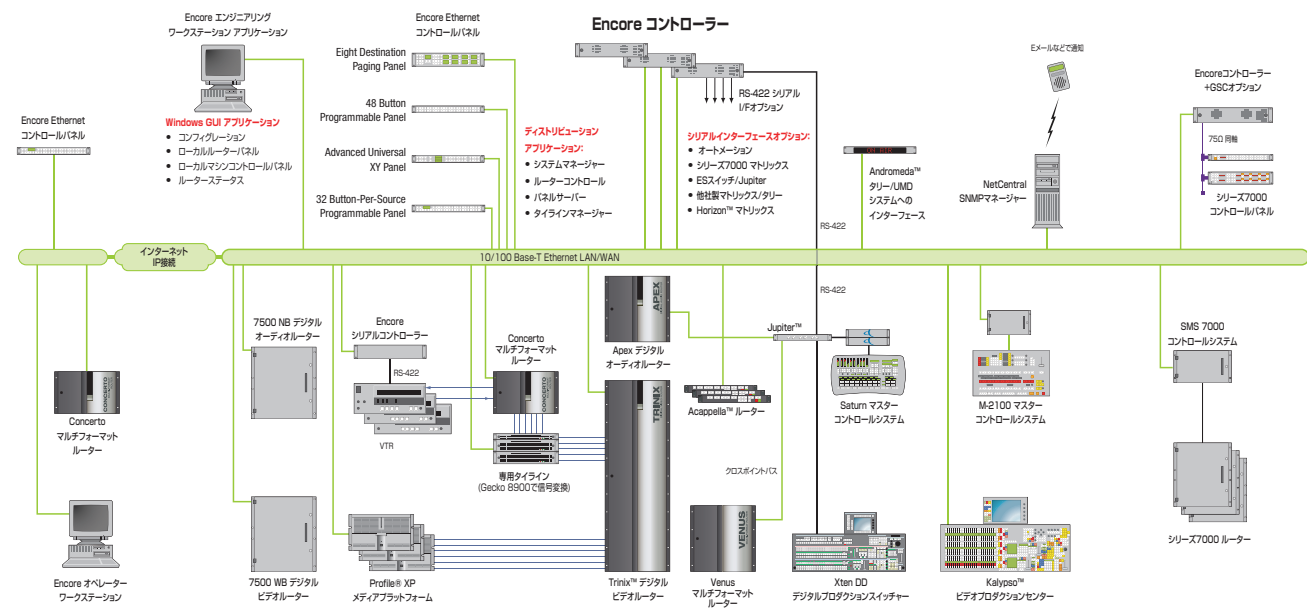 Encore エンジニアリング
ワークステーション アプリケーション
Windows GUI アプリケーション
• コンフィグレーション
• ローカルルーターパネル
• ローカルマシンコントロールパネル
• ルーターステータス
Encore Ethernet
コントロールパネル
Encore Ethernet
コントロールパネル
Eight Destination
Paging Panel
48 Button
Programmable Panel
Advanced Universal
XY Panel
32 Button-Per-Source
Programmable Panel
ディストリビューション
アプリケーション:
• システムマネージャー
• ルーターコントロール
• パネルサーバー
• タイラインマネージャー
Encore コントローラー
RS-422 シリアル
I/Fオプション
シリアルインターフェースオプション:
• オートメーション
• シリーズ7000 マトリックス
• ESスイッチ/Jupiter
• 他社製マトリックス/タリー
• Horizon™ マトリックス
RS-422
Andromeda™
タリー/UMD
システムへの
インターフェース
Eメールなどで通知
NetCentral
SNMPマネージャー
Encoreコントローラー
+GSCオプション
75Ω 同軸
シリーズ7000
コントロールパネル
インターネット
IP接続
10/100 Base-T Ethernet LAN/WAN
CONCERTO
Concerto
マルチフォーマット
ルーター
Encore オペレーター
ワークステーション
7500 NB デジタル
オーディオルーター
7500 WB デジタル
ビデオルーター
Encore
シリアルコントローラー
RS-422
VTR
Profile® XP
メディアプラットフォーム
Concerto
マルチフォーマット
ルーター
CONCERTO
専用タイライン
(Gecko 8900で信号変換)
APEX
Apex デジタル
オーディオルーター
TRINIX
Trinix™ デジタル
ビデオルーター
Acappella™ ルーター
Jupiter™
クロスポイントバス
VENUS
Venus
マルチフォーマット
ルーター
RS-422
Saturn マスター
コントロールシステム
Xten DD
デジタルプロダクションスイッチャー
M-2100 マスター
コントロールシステム
Kalypso™
ビデオプロダクションセンター
SMS 7000
コントロールシステム
シリーズ7000 ルーター